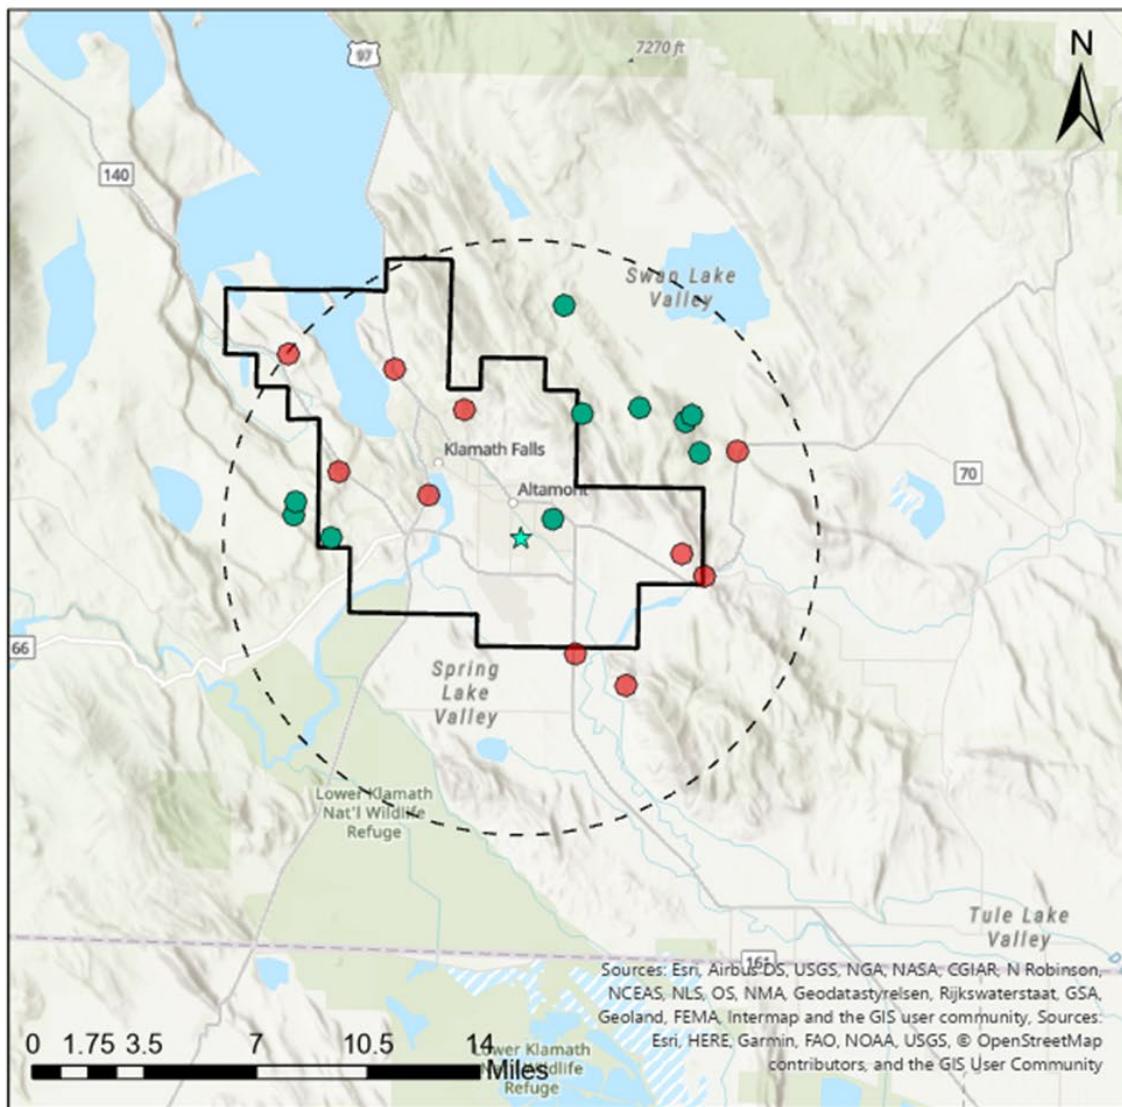 97
7270 ft
N
140
Swan Lake
Valley
Klamath Falls
Altamont
70
66
Spring
Lake
Valley
Lower Klamath
Nat'l Wildlife
Refuge
Tule Lake
Valley
161
Sources: Esri, Airbus DS, USGS, NGA, NASA, CGIAR, N Robinson,
NCEAS, NLS, OS, NMA, Geodatastyrelsen, Rijkswaterstaat, GSA,
Geoland, FEMA, Intermap and the GIS user community, Sources:
Esri, HERE, Garmin, FAO, NOAA, USGS, © OpenStreetMap
contributors, and the GIS User Community
0 1.75 3.5 7 10.5 14
Miles
Lower Klamath
Nat'l Wildlife
Refuge